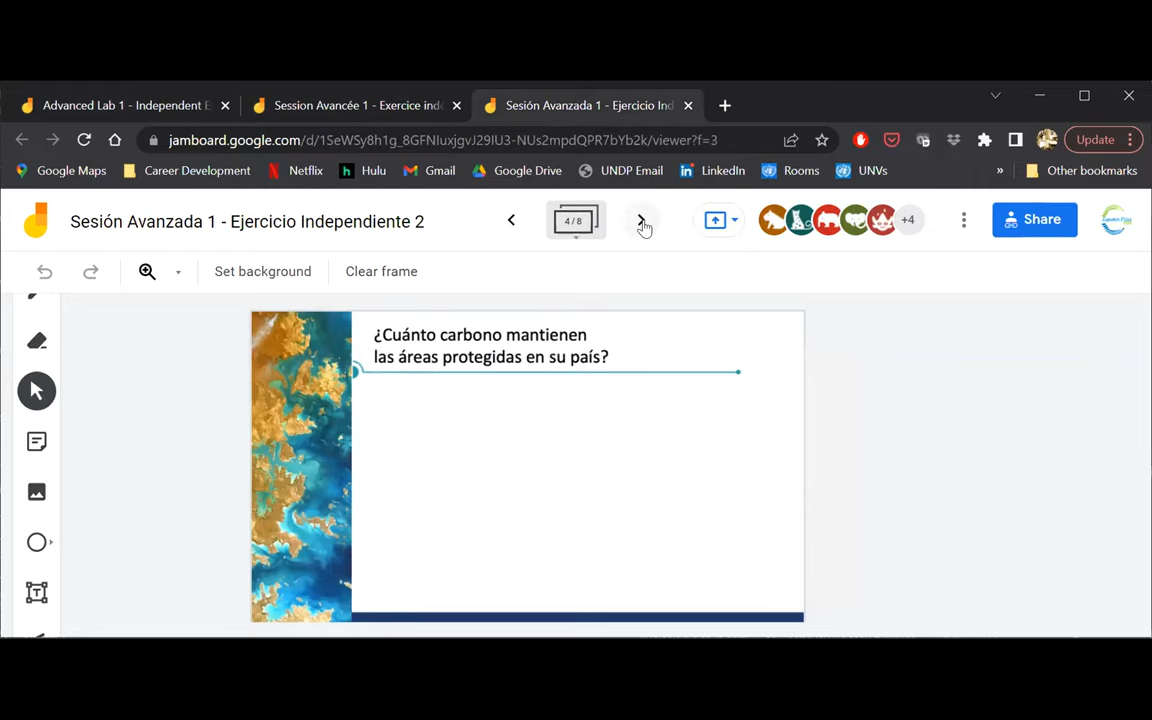 Advanced Lab 1 - Independent E
Session Avancée 1 - Exercice ind
Sesión Avanzada 1 - Ejercicio Ind
jamboard.google.com/d/1SeWSy8h1g_8GFNIuxjgvJ29IU3-NUs2mpdQPR7bYb2k/viewer?f=3
Update
Google Maps
Career Development
Netflix
Hulu
Gmail
Google Drive
UNDP Email
LinkedIn
Rooms
UNVs
»
Other bookmarks
Sesión Avanzada 1 - Ejercicio Independiente 2
4 / 8
+4
Share
Set background
Clear frame
¿Cuánto carbono mantienen
las áreas protegidas en su país?